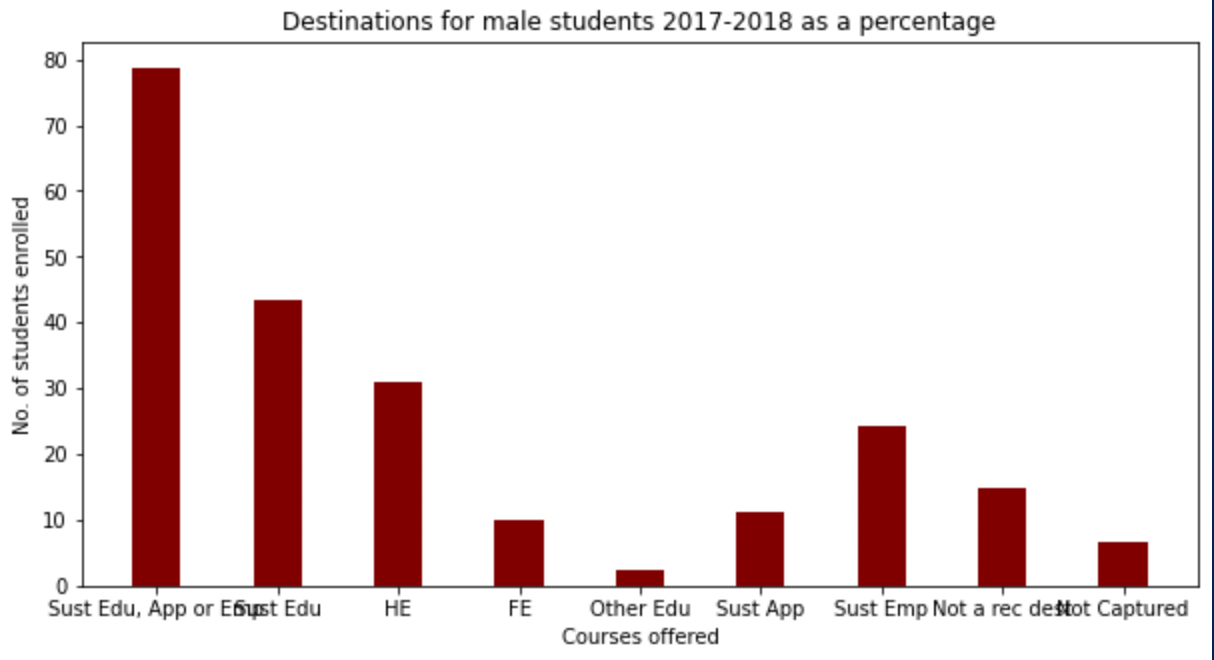 Destinations for male students 2017-2018 as a percentage
80
70
60
50
40
30
20
10
0
No. of students enrolled
Sust Edu, App or Emp Sust Edu HE FE Other Edu Sust App Sust Emp Not a rec dest Not Captured
Courses offered